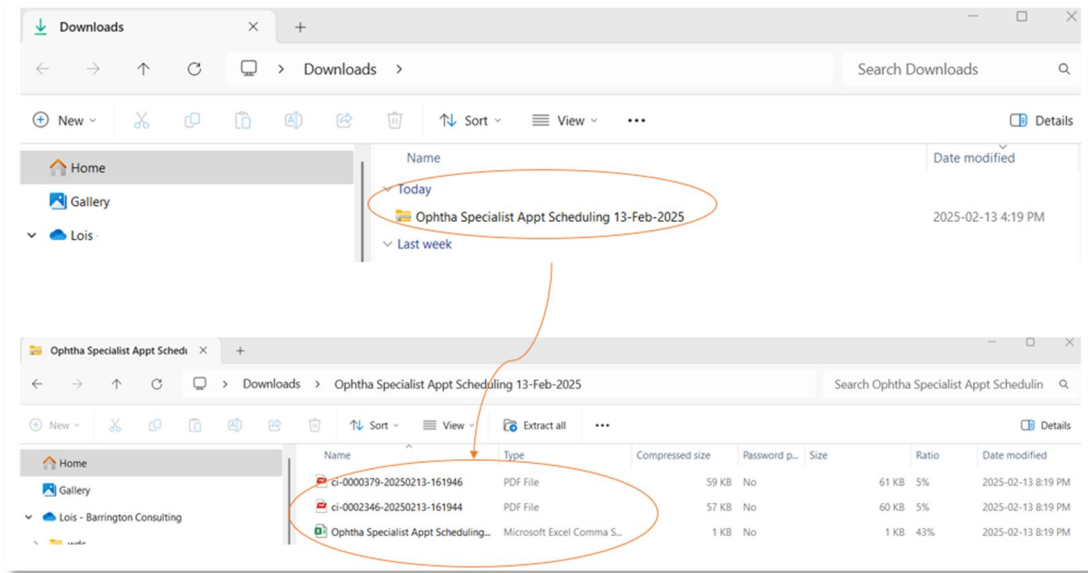 Downloads
Downloads
Search Downloads
New
Sort
View
Details
Name
Date modified
Home
Today
Gallery
Ophtha Specialist Appt Scheduling 13-Feb-2025
2025-02-13 4:19 PM
Lois
Last week
Ophtha Specialist Appt Schedu
Downloads
Ophtha Specialist Appt Scheduling 13-Feb-2025
Search Ophtha Specialist Appt Schedulin
New
Sort
View
Extract all
Details
Name Type Compressed size Password p... Size Ratio Date modified
Home
ci-0000379-20250213-161946 PDF File 59 KB No 61 KB 5% 2025-02-13 8:19 PM
Gallery
ci-0002346-20250213-161944 PDF File 57 KB No 60 KB 5% 2025-02-13 8:19 PM
Lois - Barrington Consulting
Ophtha Specialist Appt Scheduling... Microsoft Excel Comma S... 1 KB No 1 KB 43% 2025-02-13 8:19 PM